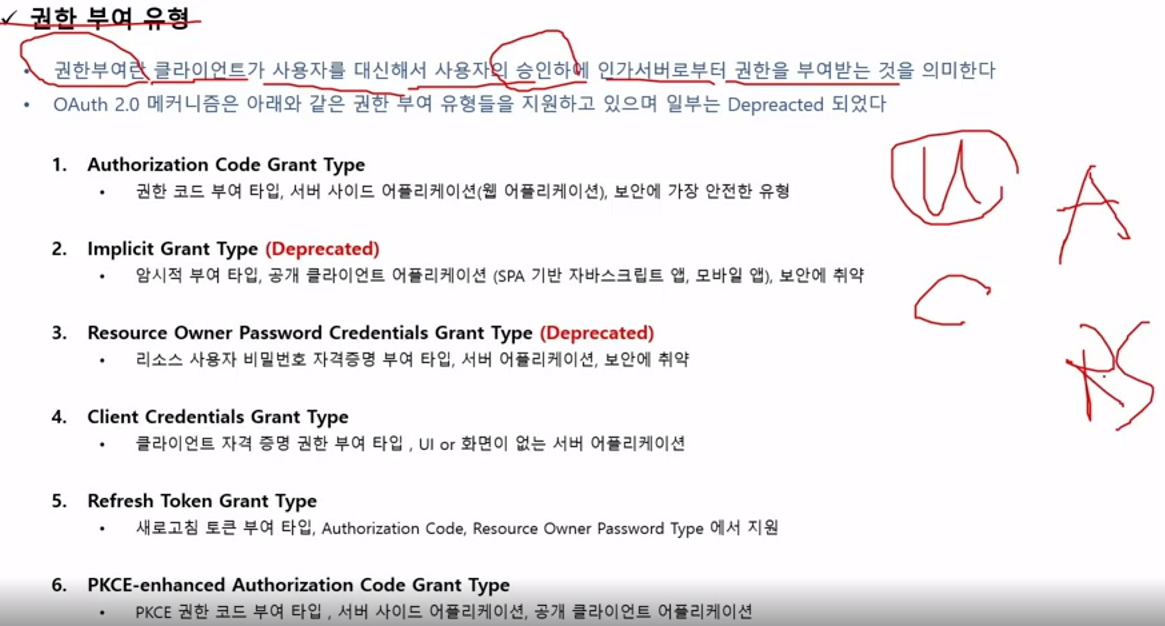 ✓ 권한 부여 유형
• 권한부여란 클라이언트가 사용자를 대신해서 사용자의 승인하에 인가서버로부터 권한을 부여받는 것을 의미한다
• OAuth 2.0 메커니즘은 아래와 같은 권한 부여 유형들을 지원하고 있으며 일부는 Depreacted 되었다
1. Authorization Code Grant Type
• 권한 코드 부여 타입, 서버 사이드 어플리케이션(웹 어플리케이션), 보안에 가장 안전한 유형
U
A
2. Implicit Grant Type (Deprecated)
• 암시적 부여 타입, 공개 클라이언트 어플리케이션 (SPA 기반 자바스크립트 앱, 모바일 앱), 보안에 취약
C
3. Resource Owner Password Credentials Grant Type (Deprecated)
• 리소스 사용자 비밀번호 자격증명 부여 타입, 서버 어플리케이션, 보안에 취약
RS
4. Client Credentials Grant Type
• 클라이언트 자격 증명 권한 부여 타입 , UI or 화면이 없는 서버 어플리케이션
5. Refresh Token Grant Type
• 새로고침 토큰 부여 타입, Authorization Code, Resource Owner Password Type 에서 지원
6. PKCE-enhanced Authorization Code Grant Type
• PKCE 권한 코드 부여 타입 , 서버 사이드 어플리케이션, 공개 클라이언트 어플리케이션